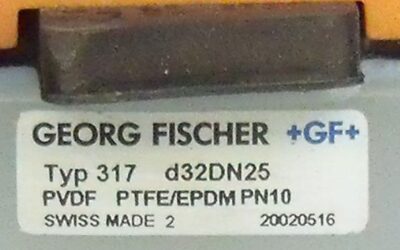 GEORG FISCHER +GF+
Typ 317 d32DN25
PVDF PTFE/EPDM PN10
SWISS MADE 2 20020516